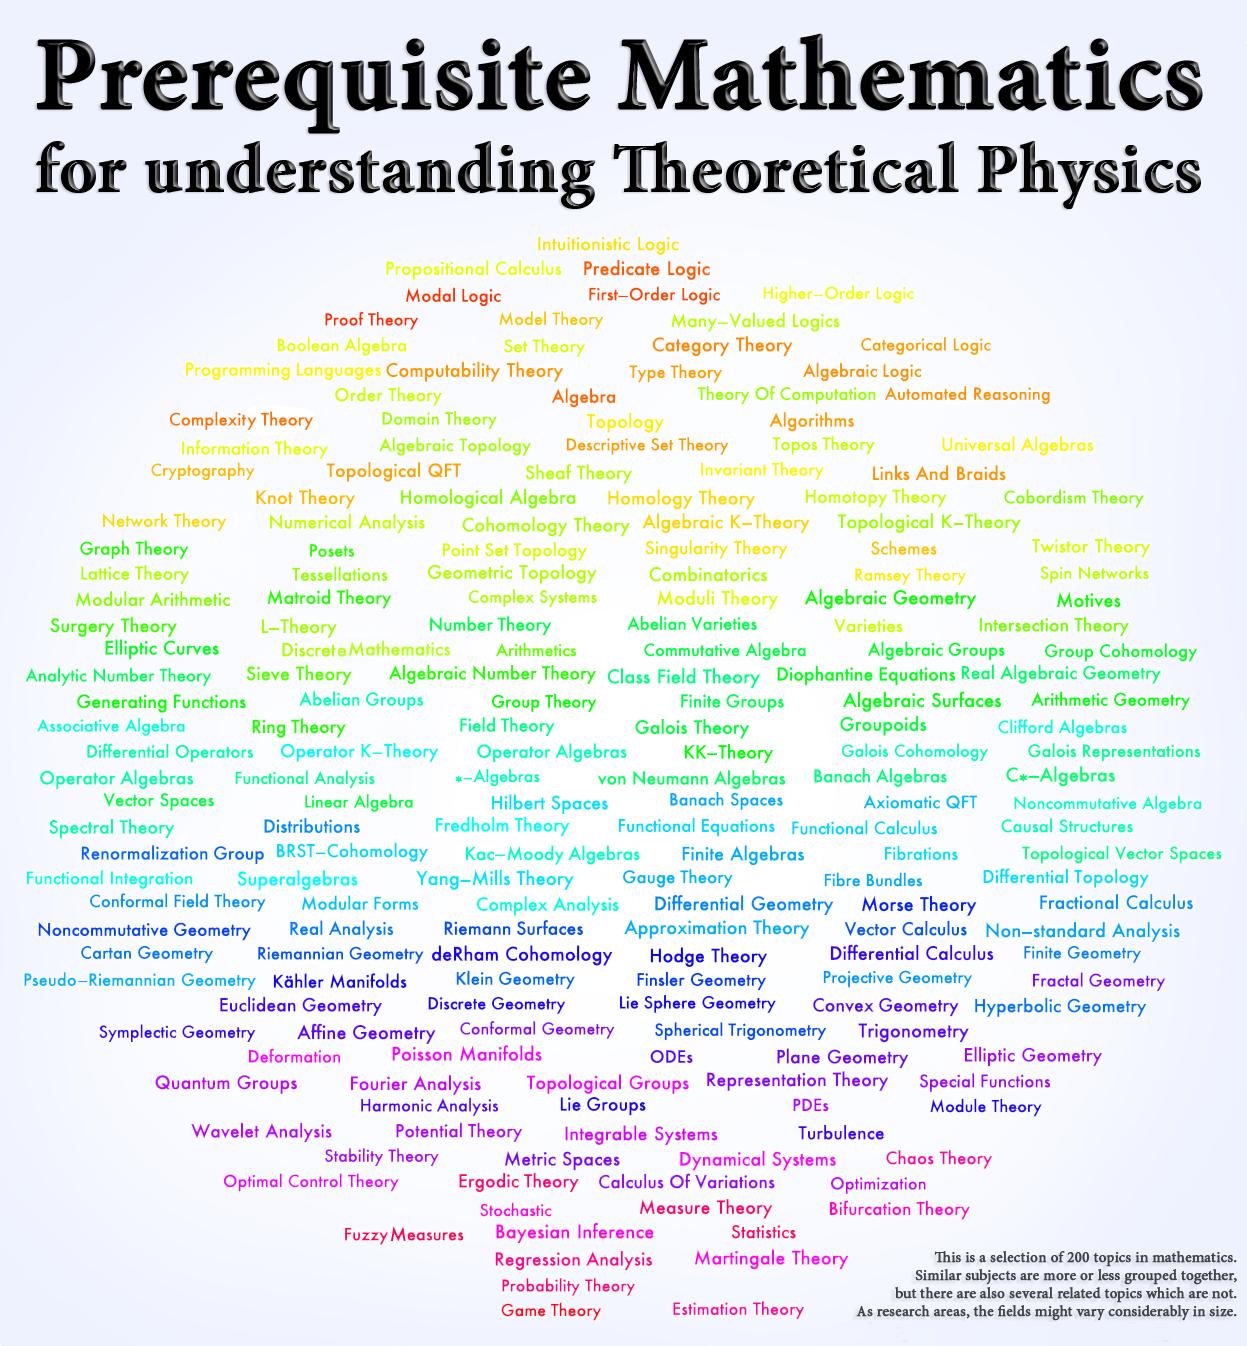 Prerequisite Mathematics
for understanding Theoretical Physics
Intuitionistic Logic
Propositional Calculus Predicate Logic
Modal Logic First-Order Logic Higher-Order Logic
Proof Theory Model Theory Many-Valued Logics
Boolean Algebra Set Theory Category Theory Categorical Logic
Programming Languages Computability Theory Type Theory Algebraic Logic
Order Theory Algebra Theory Of Computation Automated Reasoning
Complexity Theory Domain Theory Topology Algorithms
Information Theory Algebraic Topology Descriptive Set Theory Topos Theory Universal Algebras
Cryptography Topological QFT Sheaf Theory Invariant Theory Links And Braids
Knot Theory Homological Algebra Homology Theory Homotopy Theory Cobordism Theory
Network Theory Numerical Analysis Cohomology Theory Algebraic K-Theory Topological K-Theory
Graph Theory Posets Point Set Topology Singularity Theory Schemes Twistor Theory
Lattice Theory Tessellations Geometric Topology Combinatorics Ramsey Theory Spin Networks
Modular Arithmetic Matroid Theory Complex Systems Moduli Theory Algebraic Geometry Motives
Surgery Theory L-Theory Number Theory Abelian Varieties Varieties Intersection Theory
Elliptic Curves Discrete Mathematics Arithmetics Commutative Algebra Algebraic Groups Group Cohomology
Analytic Number Theory Sieve Theory Algebraic Number Theory Class Field Theory Diophantine Equations Real Algebraic Geometry
Generating Functions Abelian Groups Group Theory Finite Groups Algebraic Surfaces Arithmetic Geometry
Associative Algebra Ring Theory Field Theory Galois Theory Groupoids Clifford Algebras
Differential Operators Operator K-Theory Operator Algebras KK-Theory Galois Cohomology Galois Representations
Operator Algebras Functional Analysis *-Algebras von Neumann Algebras Banach Algebras C*-Algebras
Vector Spaces Linear Algebra Hilbert Spaces Banach Spaces Axiomatic QFT Noncommutative Algebra
Spectral Theory Distributions Fredholm Theory Functional Equations Functional Calculus Causal Structures
Renormalization Group BRST-Cohomology Kac-Moody Algebras Finite Algebras Fibrations Topological Vector Spaces
Functional Integration Superalgebras Yang-Mills Theory Gauge Theory Fibre Bundles Differential Topology
Conformal Field Theory Modular Forms Complex Analysis Differential Geometry Morse Theory Fractional Calculus
Noncommutative Geometry Real Analysis Riemann Surfaces Approximation Theory Vector Calculus Non-standard Analysis
Cartan Geometry Riemannian Geometry deRham Cohomology Hodge Theory Differential Calculus Finite Geometry
Pseudo-Riemannian Geometry Kähler Manifolds Klein Geometry Finsler Geometry Projective Geometry Fractal Geometry
Euclidean Geometry Discrete Geometry Lie Sphere Geometry Convex Geometry Hyperbolic Geometry
Symplectic Geometry Affine Geometry Conformal Geometry Spherical Trigonometry Trigonometry
Deformation Poisson Manifolds ODEs Plane Geometry Elliptic Geometry
Quantum Groups Fourier Analysis Topological Groups Representation Theory Special Functions
Harmonic Analysis Lie Groups PDEs Module Theory
Wavelet Analysis Potential Theory Integrable Systems Turbulence
Stability Theory Metric Spaces Dynamical Systems Chaos Theory
Optimal Control Theory Ergodic Theory Calculus Of Variations Optimization
Stochastic Measure Theory Bifurcation Theory
Fuzzy Measures Bayesian Inference Statistics
Regression Analysis Martingale Theory
Probability Theory
Game Theory Estimation Theory
This is a selection of 200 topics in mathematics.
Similar subjects are more or less grouped together,
but there are also several related topics which are not.
As research areas, the fields might vary considerably in size.